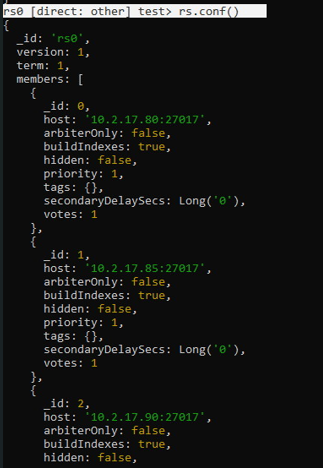 rs0 [direct: other] test> rs.conf()
{
  _id: 'rs0',
  version: 1,
  term: 1,
  members: [
    {
      _id: 0,
      host: '10.2.17.80:27017',
      arbiterOnly: false,
      buildIndexes: true,
      hidden: false,
      priority: 1,
      tags: {},
      secondaryDelaySecs: Long('0'),
      votes: 1
    },
    {
      _id: 1,
      host: '10.2.17.85:27017',
      arbiterOnly: false,
      buildIndexes: true,
      hidden: false,
      priority: 1,
      tags: {},
      secondaryDelaySecs: Long('0'),
      votes: 1
    },
    {
      _id: 2,
      host: '10.2.17.90:27017',
      arbiterOnly: false,
      buildIndexes: true,
      hidden: false,